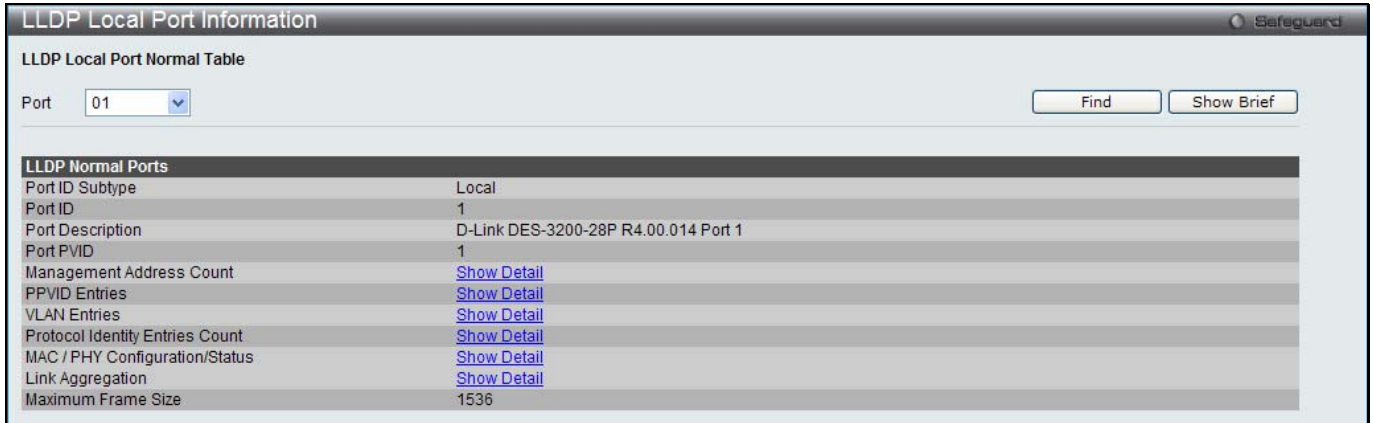 LLDP Local Port Information
Safeguard
LLDP Local Port Normal Table
Port 01 Find Show Brief
LLDP Normal Ports
Port ID Subtype Local
Port ID 1
Port Description D-Link DES-3200-28P R4.00.014 Port 1
Port PVID 1
Management Address Count Show Detail
PPVID Entries Show Detail
VLAN Entries Show Detail
Protocol Identity Entries Count Show Detail
MAC / PHY Configuration/Status Show Detail
Link Aggregation Show Detail
Maximum Frame Size 1536